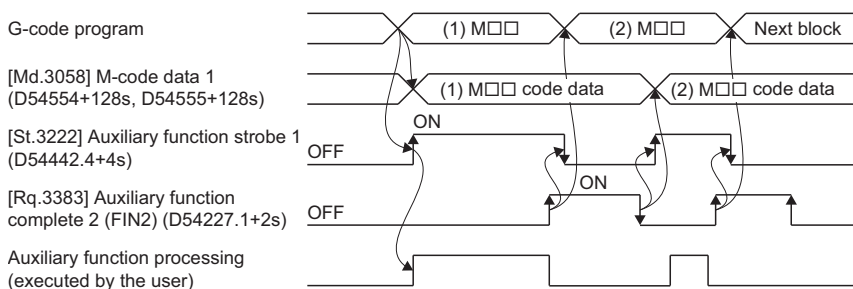 G-code program
(1) M□□
(2) M□□
Next block
[Md.3058] M-code data 1
(D54554+128s, D54555+128s)
(1) M□□ code data
(2) M□□ code data
[St.3222] Auxiliary function strobe 1
(D54442.4+4s)
OFF
ON
[Rq.3383] Auxiliary function
complete 2 (FIN2) (D54227.1+2s)
OFF
ON
Auxiliary function processing
(executed by the user)